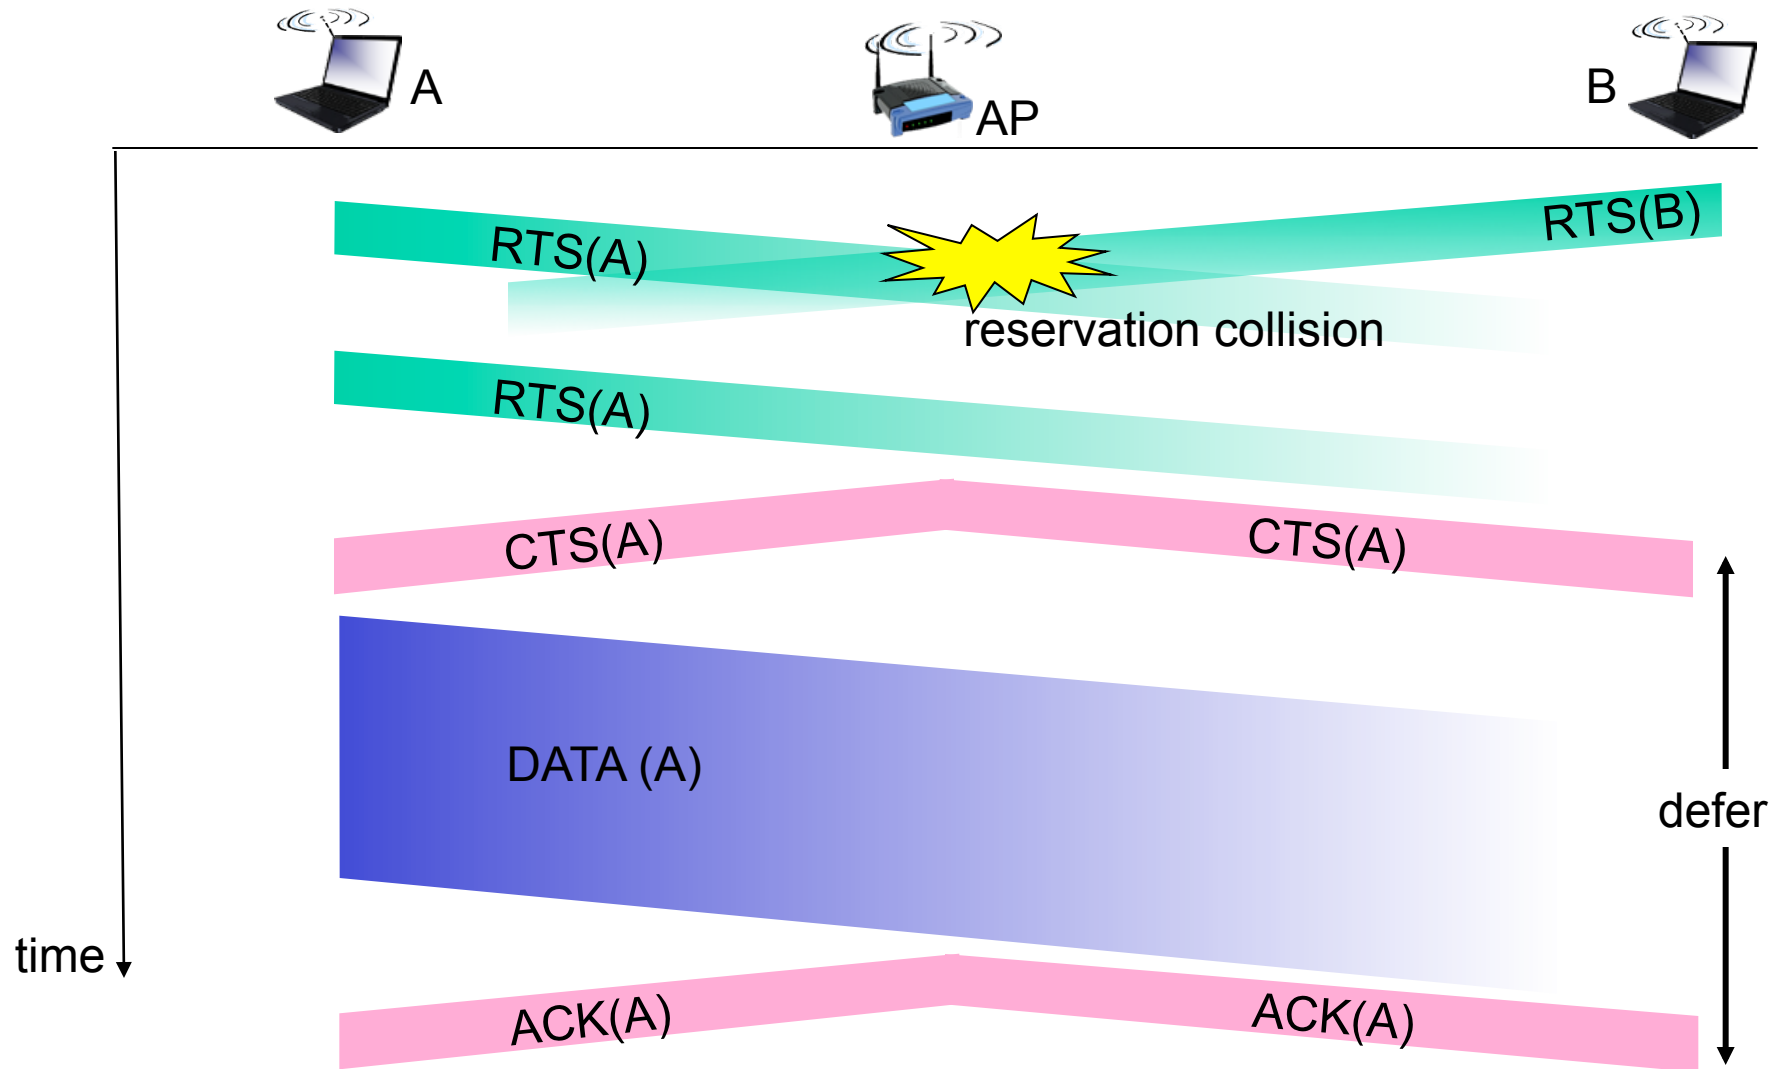 A
AP
B
RTS(A)
RTS(B)
reservation collision
RTS(A)
CTS(A)
CTS(A)
DATA (A)
defer
time
ACK(A)
ACK(A)